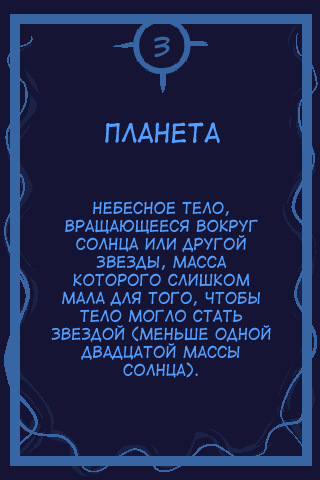 3
ПЛАНЕТА
НЕБЕСНОЕ ТЕЛО,
ВРАЩАЮЩЕЕСЯ ВОКРУГ
СОЛНЦА ИЛИ ДРУГОЙ
ЗВЕЗДЫ, МАССА
КОТОРОГО СЛИШКОМ
МАЛА ДЛЯ ТОГО, ЧТОБЫ
ТЕЛО МОГЛО СТАТЬ
ЗВЕЗДОЙ (МЕНЬШЕ ОДНОЙ
ДВАДЦАТОЙ МАССЫ
СОЛНЦА).